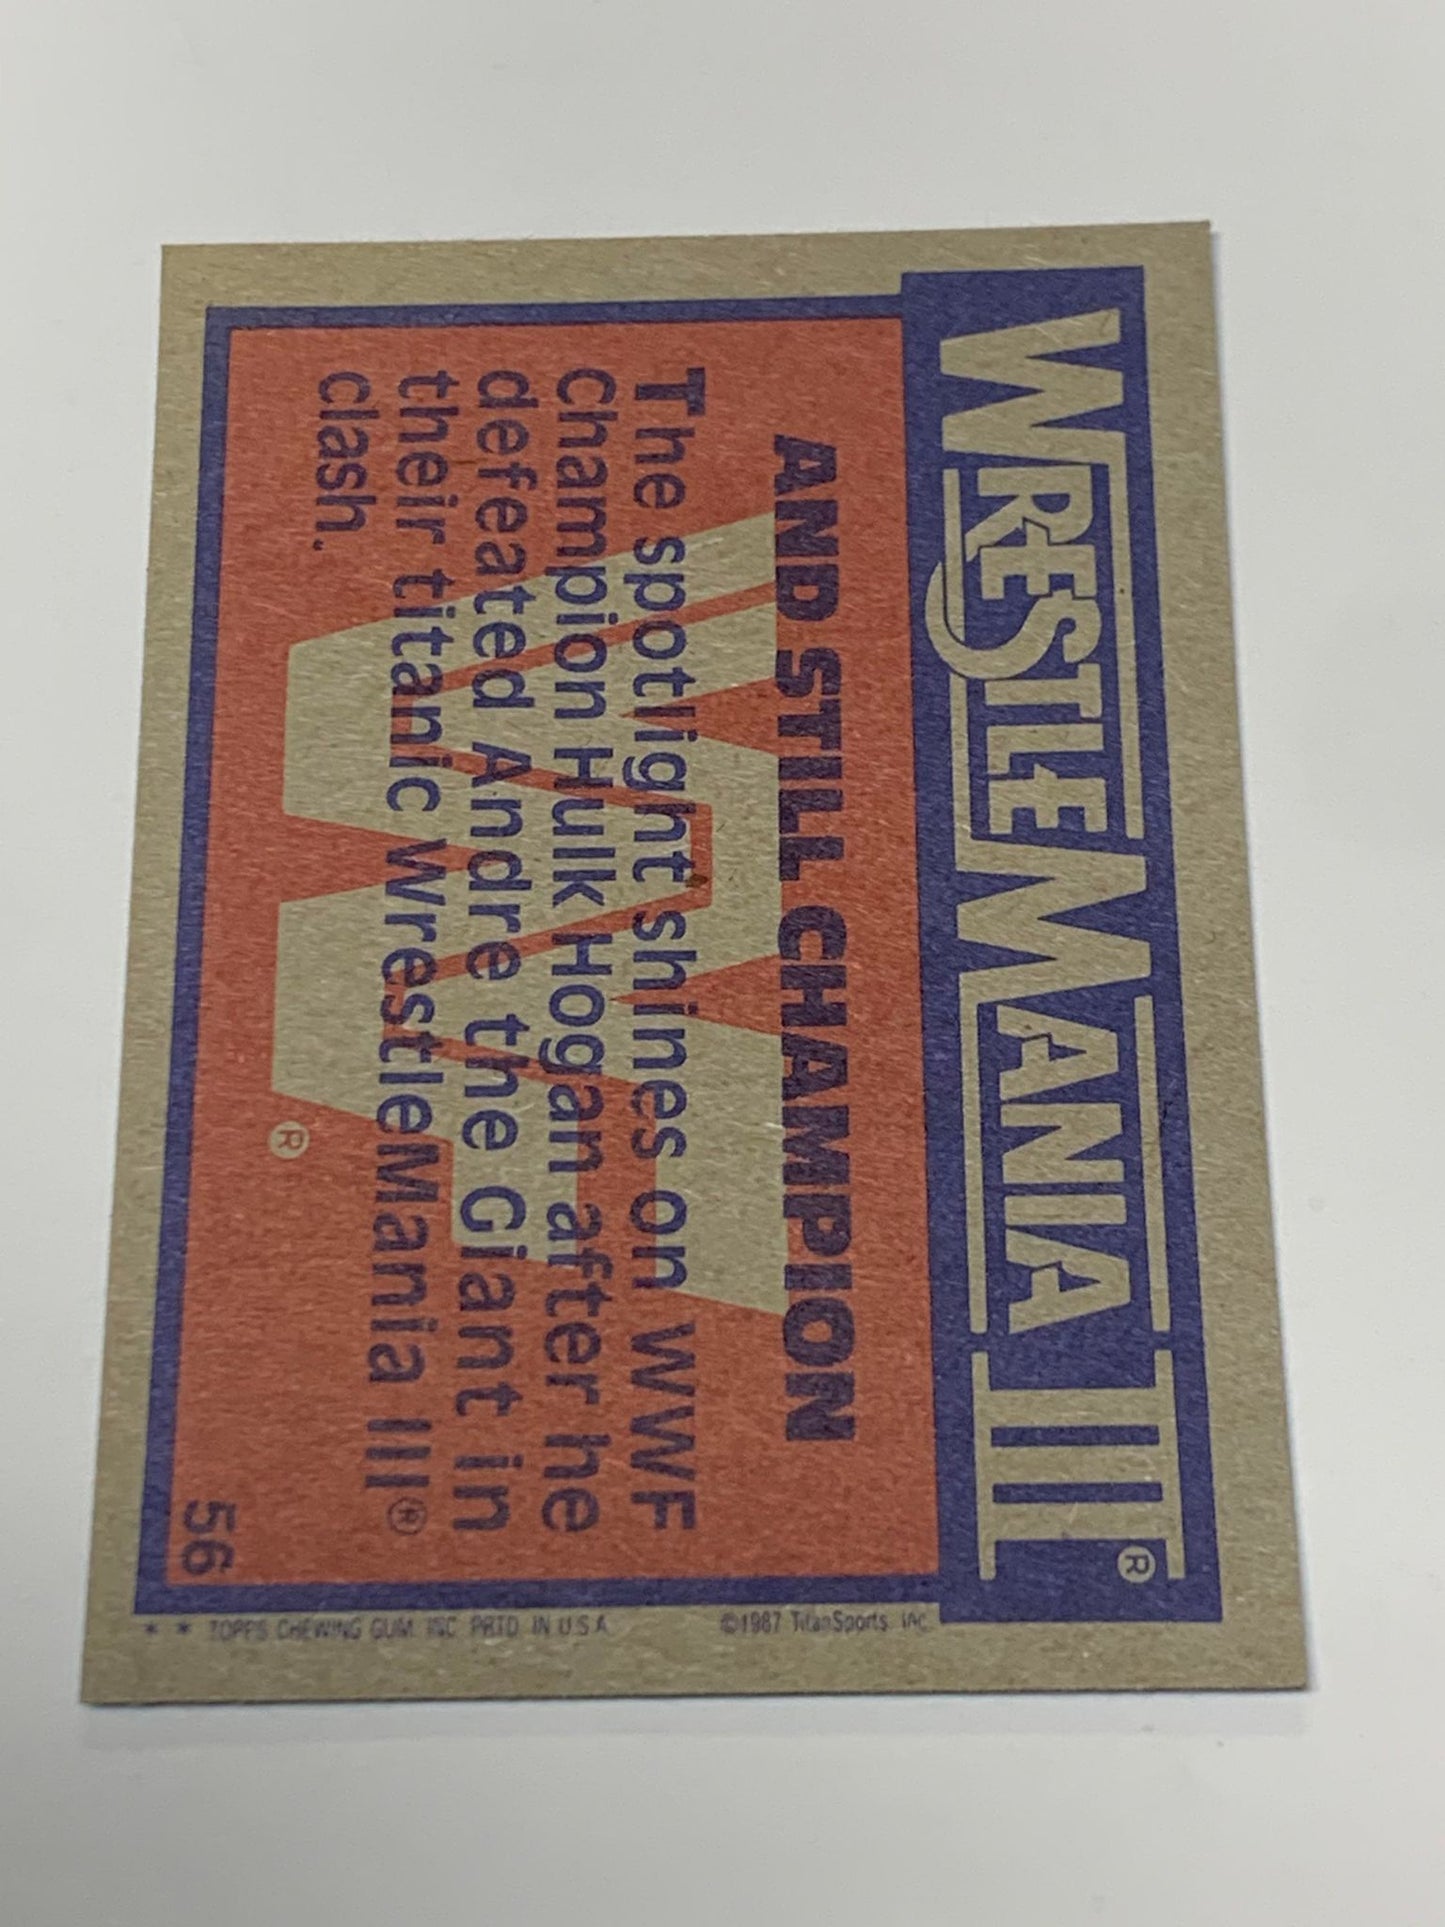 WRESTLEMANIA III®
AND STILL CHAMPION
The spotlight shines on WWF
Champion Hulk Hogan after he
defeated Andre the Giant in
their titanic WrestleMania III®
clash.
®
56
* * TOPPS CHEWING GUM, INC. PRTD. IN U.S.A. ©1987 TitanSports, Inc.